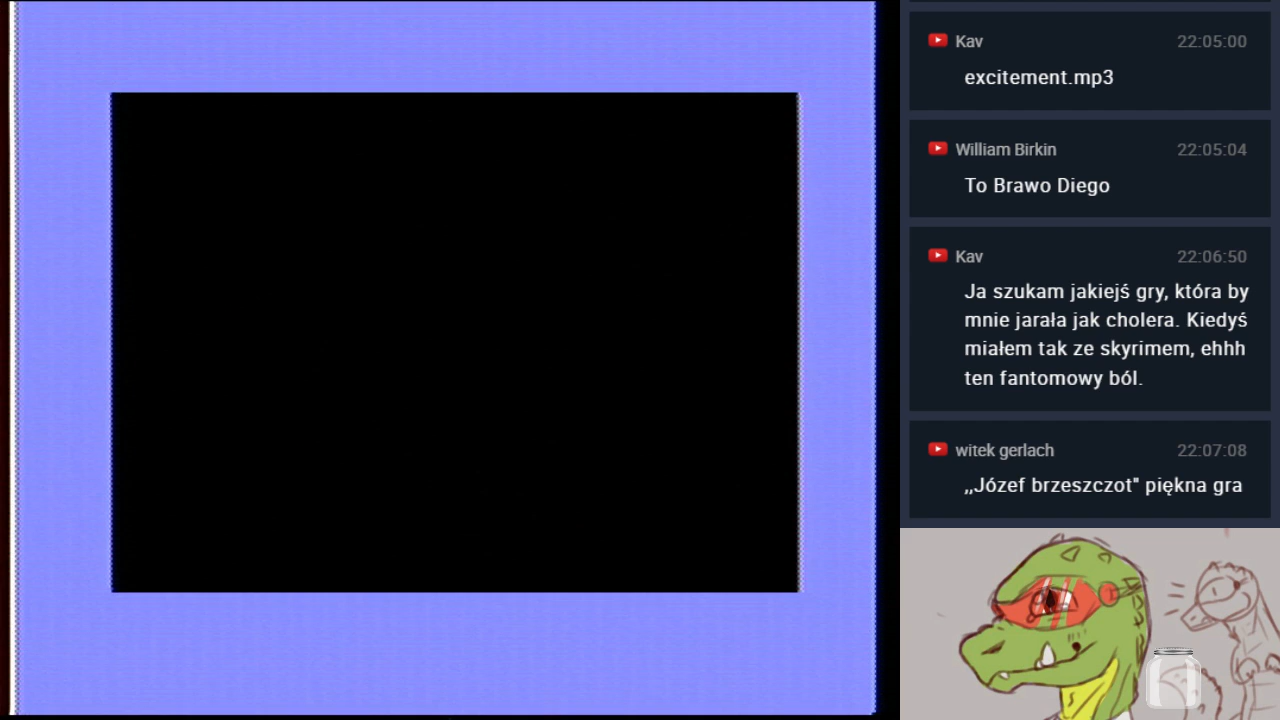 Kav 22:05:00
excitement.mp3
William Birkin 22:05:04
To Brawo Diego
Kav 22:06:50
Ja szukam jakiejś gry, która by
mnie jarała jak cholera. Kiedyś
miałem tak ze skyrimem, ehhh
ten fantomowy ból.
witek gerlach 22:07:08
,,Józef brzeszczot" piękna gra